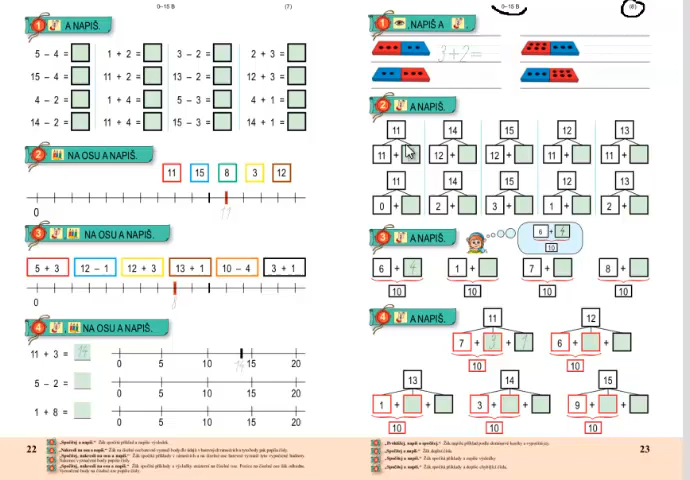 0–15 B (7)
1 A NAPIŠ.
5 – 4 = 1 + 2 = 3 – 2 = 2 + 3 =
15 – 4 = 11 + 2 = 13 – 2 = 12 + 3 =
4 – 2 = 1 + 4 = 5 – 3 = 4 + 1 =
14 – 2 = 11 + 4 = 15 – 3 = 14 + 1 =
2 NA OSU A NAPIŠ.
11 15 8 3 12
0
11
3 NA OSU A NAPIŠ.
5 + 3 12 – 1 12 + 3 13 + 1 10 – 4 3 + 1
0
8
4 NA OSU A NAPIŠ.
11 + 3 = 14
0 5 10 14 15 20
5 – 2 =
0 5 10 15 20
1 + 8 =
0 5 10 15 20
22
0–15 B (8)
1 , NAPIŠ A
3+2=
2 A NAPIŠ.
11 14 15 12 13
11 + 12 + 12 + 11 + 11 +
11 14 15 12 13
0 + 2 + 3 + 1 + 2 +
3 A NAPIŠ.
6 + 4
10
6 + 4 1 + 7 + 8 +
10 10 10 10
4 A NAPIŠ.
11 12
7 + 3 + 1 6 + +
10 10
13 14 15
1 + + 3 + + 9 + +
10 10 10
23